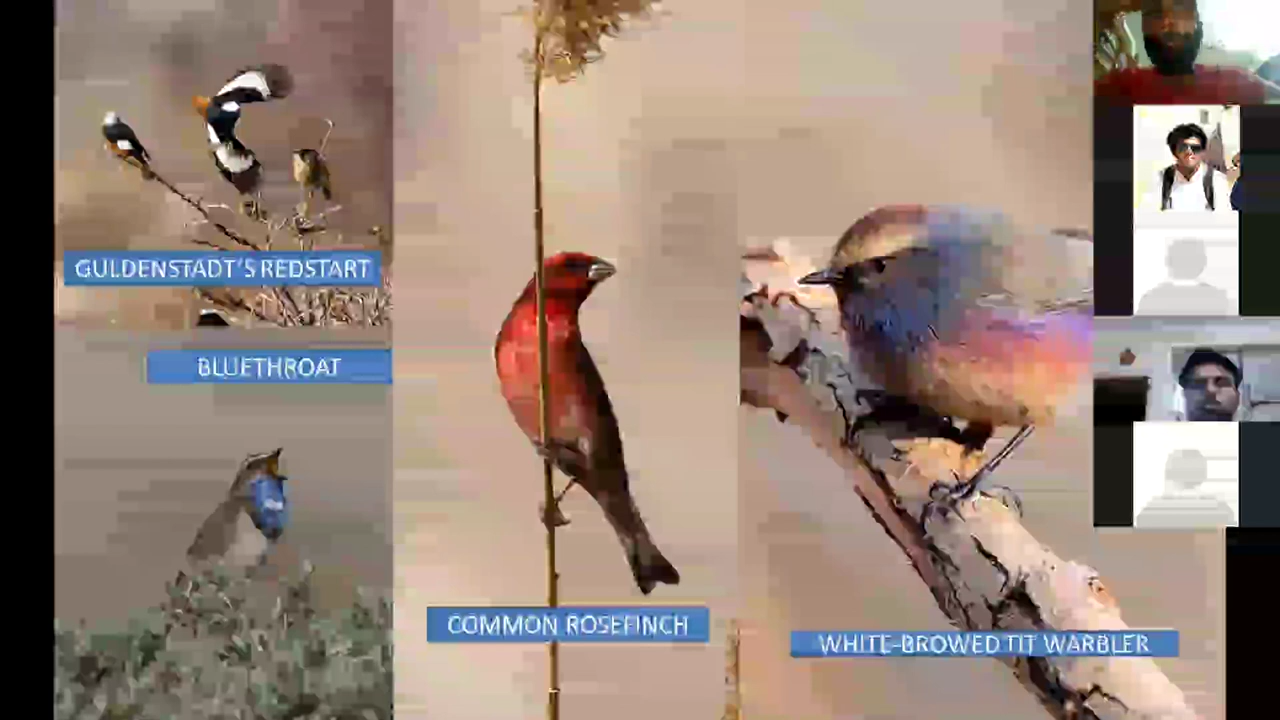 GULDENSTADT'S REDSTART
BLUETHROAT
COMMON ROSEFINCH
WHITE-BROWED TIT WARBLER